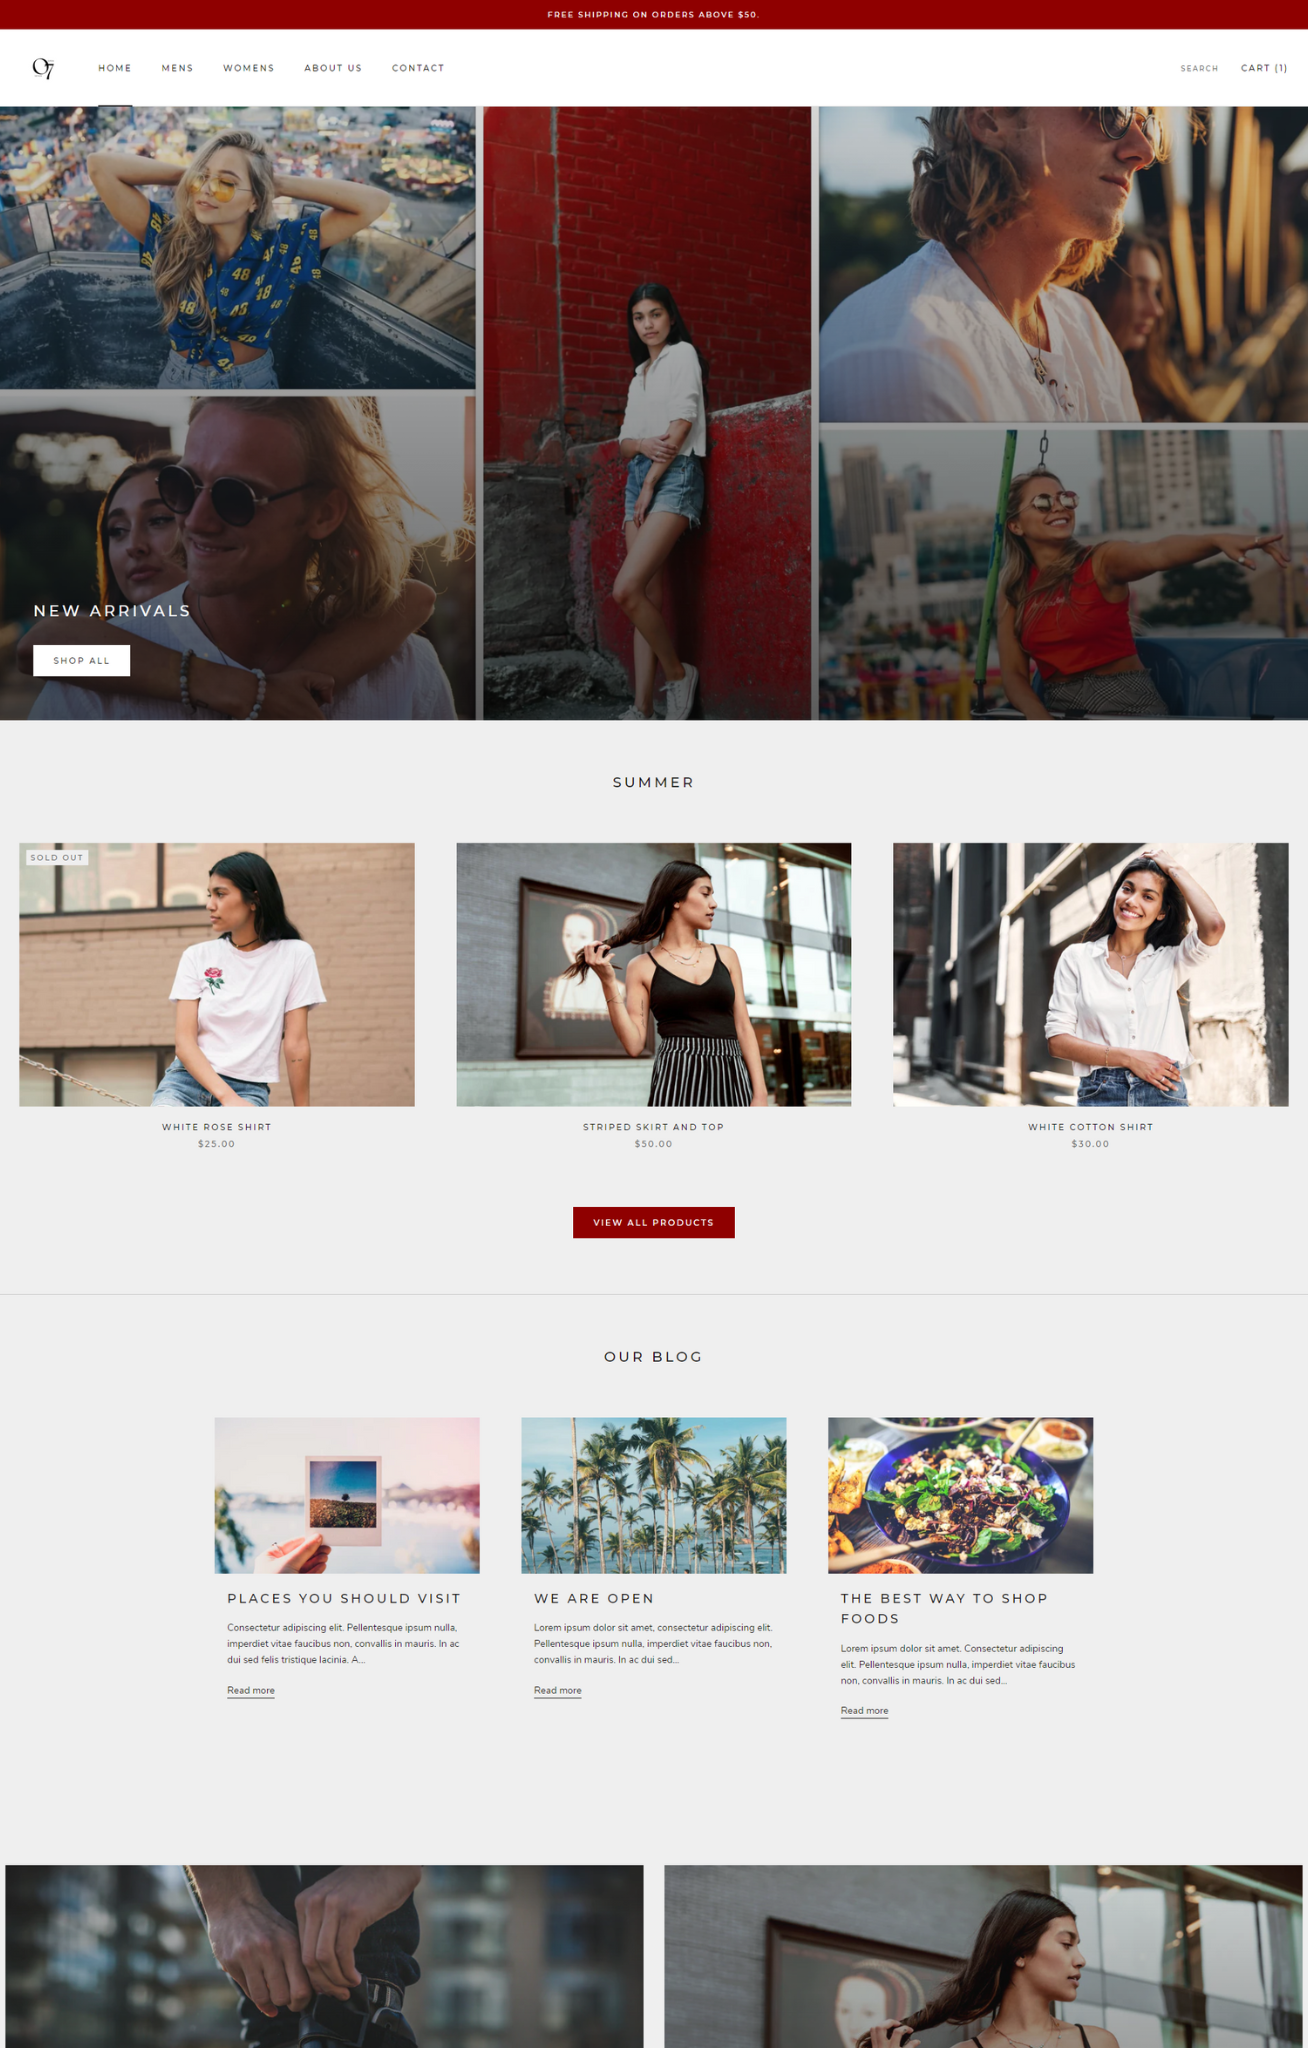 FREE SHIPPING ON ORDERS ABOVE $50.
07
HOME MENS WOMENS ABOUT US CONTACT SEARCH CART (1)
48 48 48 48 48
NEW ARRIVALS
SHOP ALL
SUMMER
SOLD OUT
WHITE ROSE SHIRT
$25.00
STRIPED SKIRT AND TOP
$50.00
WHITE COTTON SHIRT
$30.00
VIEW ALL PRODUCTS
OUR BLOG
PLACES YOU SHOULD VISIT
Consectetur adipiscing elit. Pellentesque ipsum nulla,
imperdiet vitae faucibus non, convallis in mauris. In ac
dui sed felis tristique lacinia. A...
Read more
WE ARE OPEN
Lorem ipsum dolor sit amet, consectetur adipiscing elit.
Pellentesque ipsum nulla, imperdiet vitae faucibus non,
convallis in mauris. In ac dui sed...
Read more
THE BEST WAY TO SHOP
FOODS
Lorem ipsum dolor sit amet. Consectetur adipiscing
elit. Pellentesque ipsum nulla, imperdiet vitae faucibus
non, convallis in mauris. In ac dui sed...
Read more